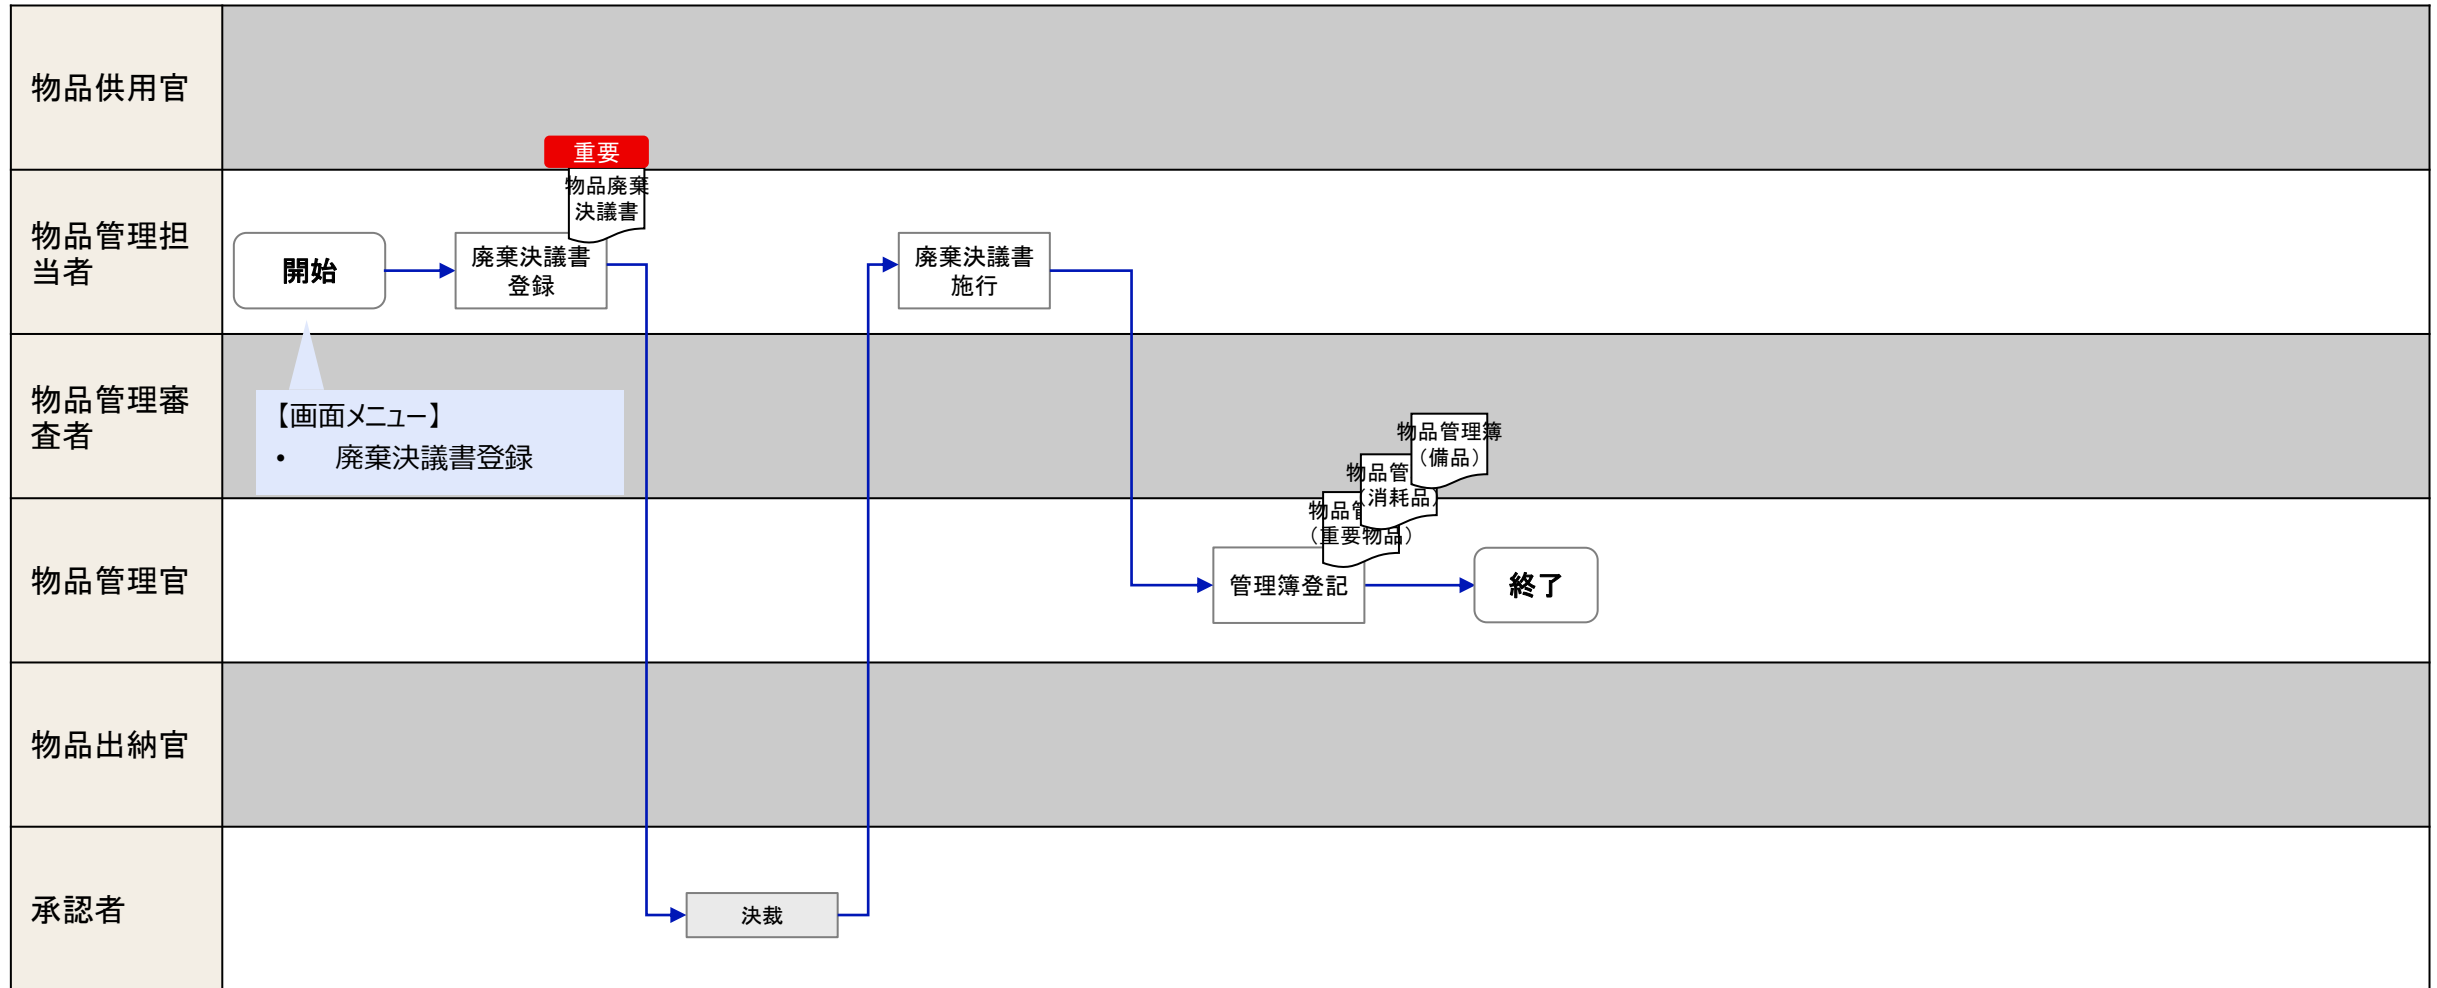 物品供用官
重要
物品廃棄
決議書
物品管理担
当者
開始
廃棄決議書
登録
廃棄決議書
施行
物品管理審
査者
【画面メニュー】
• 廃棄決議書登録
物品管理簿
（備品）
物品管
（消耗品）
物品管
（重要物品）
物品管理官
管理簿登記
終了
物品出納官
承認者
決裁